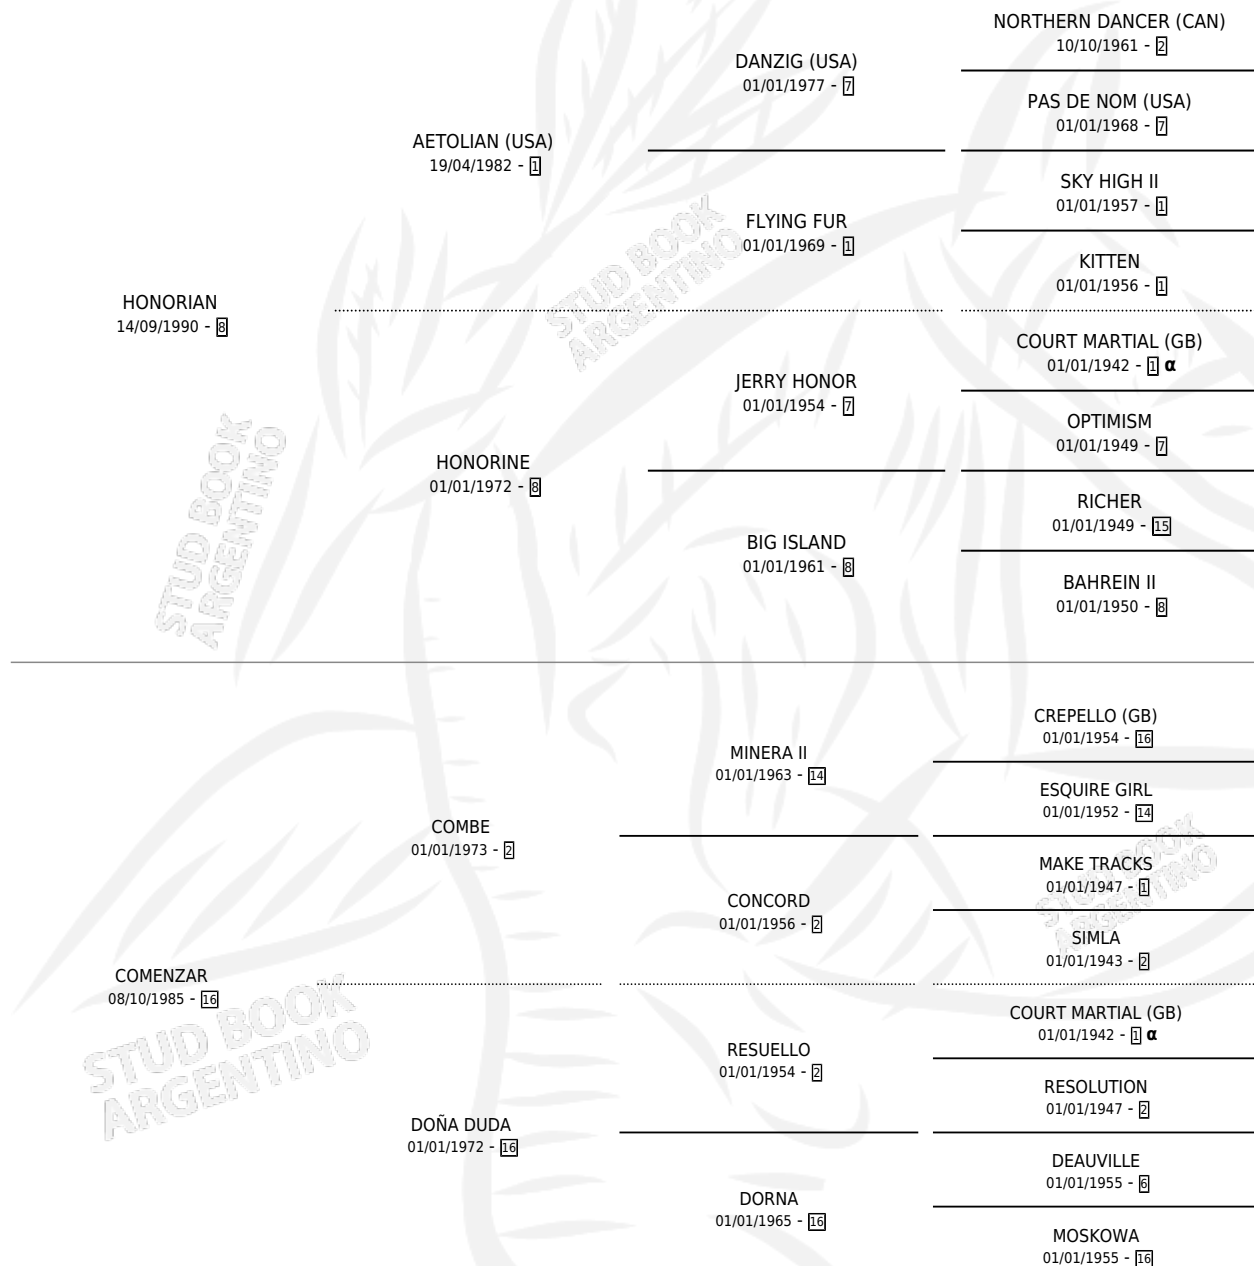 NORTHERN DANCER (CAN)
10/10/1961 - 2
DANZIG (USA)
01/01/1977 - 7
PAS DE NOM (USA)
01/01/1968 - 7
AETOLIAN (USA)
19/04/1982 - 1
SKY HIGH II
01/01/1957 - 1
FLYING FUR
01/01/1969 - 1
KITTEN
01/01/1956 - 1
HONORIAN
14/09/1990 - 8
COURT MARTIAL (GB)
01/01/1942 - 1 α
JERRY HONOR
01/01/1954 - 7
OPTIMISM
01/01/1949 - 7
HONORINE
01/01/1972 - 8
RICHER
01/01/1949 - 15
BIG ISLAND
01/01/1961 - 8
BAHREIN II
01/01/1950 - 8
CREPELLO (GB)
01/01/1954 - 16
MINERA II
01/01/1963 - 14
ESQUIRE GIRL
01/01/1952 - 14
COMBE
01/01/1973 - 2
MAKE TRACKS
01/01/1947 - 1
CONCORD
01/01/1956 - 2
SIMLA
01/01/1943 - 2
COMENZAR
08/10/1985 - 16
COURT MARTIAL (GB)
01/01/1942 - 1 α
RESUELLO
01/01/1954 - 2
RESOLUTION
01/01/1947 - 2
DOÑA DUDA
01/01/1972 - 16
DEAUVILLE
01/01/1955 - 6
DORNA
01/01/1965 - 16
MOSKOWA
01/01/1955 - 16
STUD BOOK
ARGENTINO
STUD BOOK
ARGENTINO
STUD BOOK
ARGENTINO
STUD BOOK
ARGENTINO